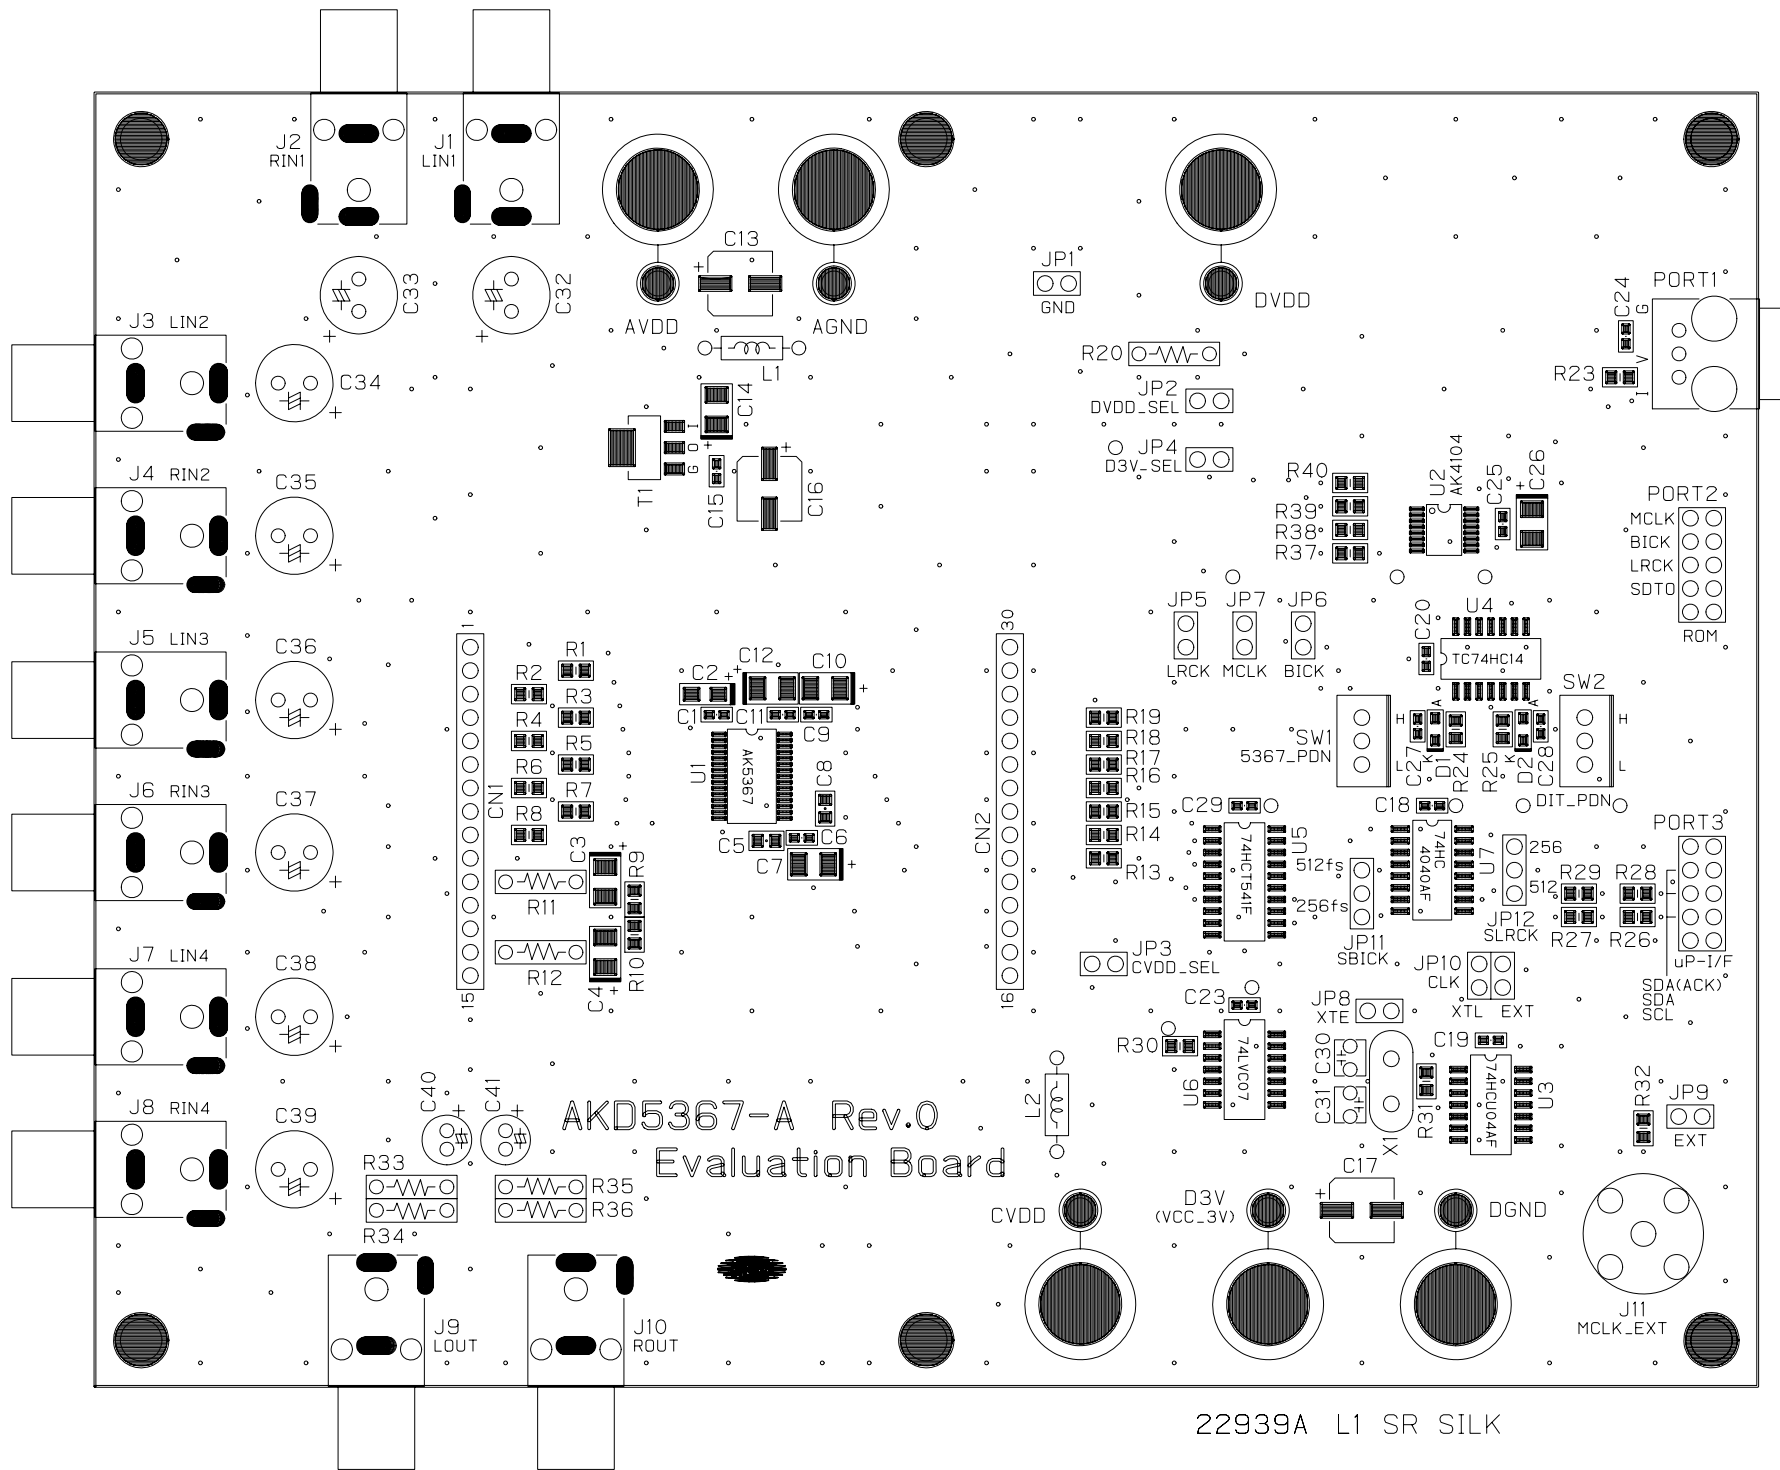 J2
RIN1
J1
LIN1
C33
C32
C13
+
AVDD
AGND
L1
JP1
GND
DVDD
R20
JP2
DVDD_SEL
JP4
D3V_SEL
C24
PORT1
G
V
I
R23
J3 LIN2
C34
J4 RIN2
C35
J5 LIN3
C36
J6 RIN3
C37
J7 LIN4
C38
J8 RIN4
C39
T1
I
O
G
C14
C15
C16
R40
R39
R38
R37
U2
AK4104
C25
C26
PORT2
MCLK
BICK
LRCK
SDTO
ROM
1
CN1
15
R1
R2
R3
R4
R5
R6
R7
R8
C3
R9
R11
R12
C4
R10
C2
C12
C10
C1
C11
C9
U1
AK5367
C8
C5
C6
C7
30
CN2
16
JP5
LRCK
JP7
MCLK
JP6
BICK
C20
U4
TC74HC14
SW2
H
L
DIT_PDN
SW1
5367_PDN
H
L
C27
K
A
D1
R24
R25
K
A
D2
C28
R19
R18
R17
R16
R15
R14
R13
C29
U5
74HCT541F
C18
U7
74HC
4040AF
512fs
256fs
JP11
SBICK
256
512
JP12
SLRCK
R29
R28
R27
R26
PORT3
uP-I/F
SDA(ACK)
SDA
SCL
JP3
CVDD_SEL
JP10
CLK
XTL
EXT
C23
JP8
XTE
R30
U6
74LVC07
C30
C31
X1
R31
C19
U3
74HCU04AF
R32
JP9
EXT
L2
C40
C41
AKD5367-A Rev.0
Evaluation Board
R33
R34
R35
R36
CVDD
D3V
(VCC_3V)
C17
DGND
J11
MCLK_EXT
J9
LOUT
J10
ROUT
22939A L1 SR SILK